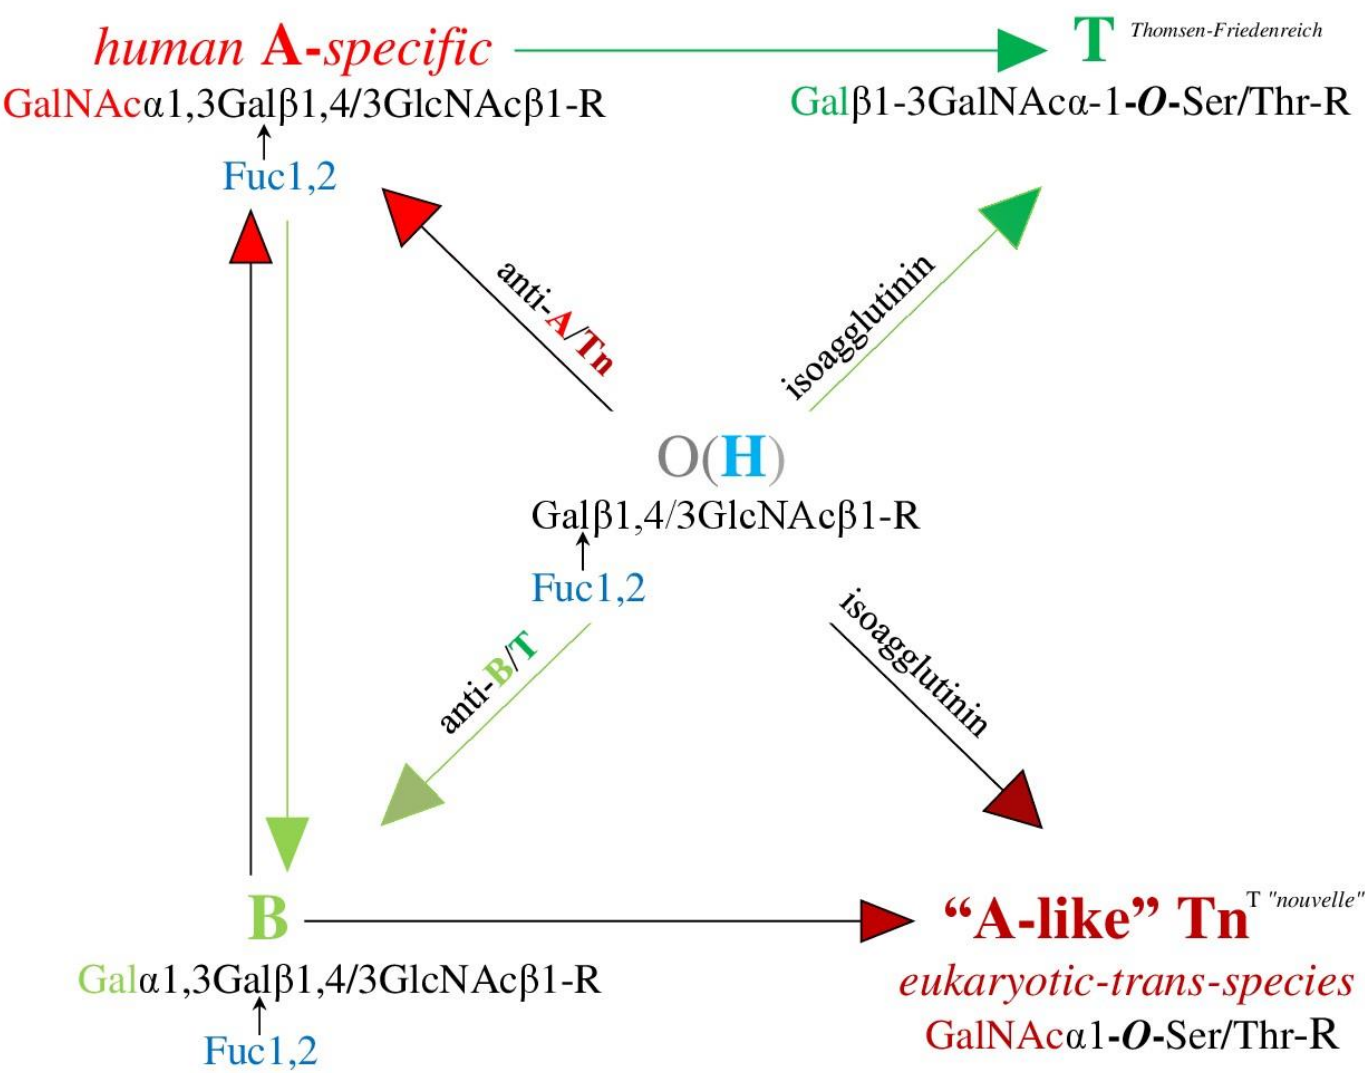 human A-specific
T Thomsen-Friedenreich
GalNAcα1,3Galβ1,4/3GlcNAcβ1-R
Galβ1-3GalNAcα-1-O-Ser/Thr-R
Fuc1,2
anti-A/Tn
isoagglutinin
O(H)
Galβ1,4/3GlcNAcβ1-R
Fuc1,2
anti-B/T
isoagglutinin
B
“A-like” Tn T "nouvelle"
Galα1,3Galβ1,4/3GlcNAcβ1-R
eukaryotic-trans-species
Fuc1,2
GalNAcα1-O-Ser/Thr-R